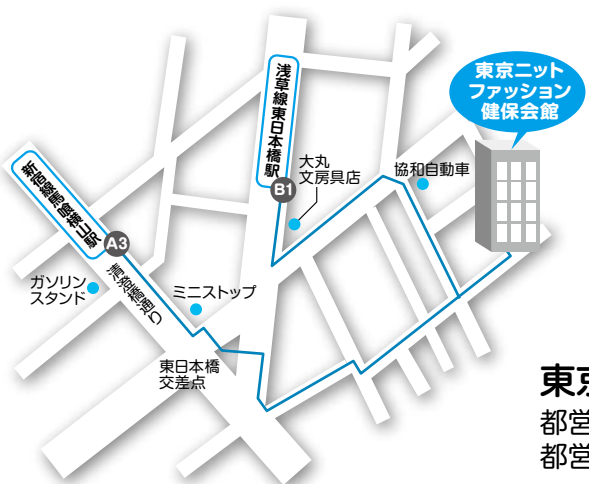 東京ニット
ファッション
健保会館
浅草線東日本橋駅
B1
大丸
文房具店
協和自動車
新宿線馬喰横山駅
A3
清澄橋通り
ガソリン
スタンド
ミニストップ
東日本橋
交差点
東京
都営
都営